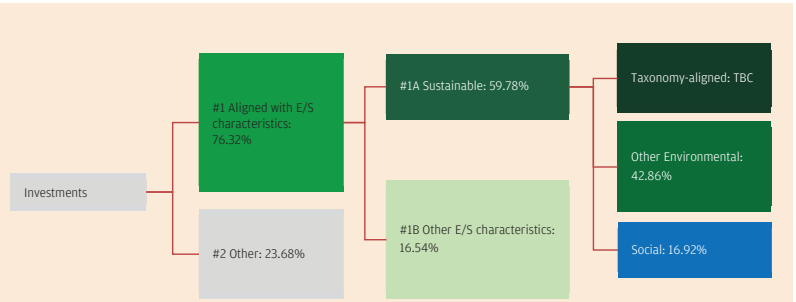 Investments
#1 Aligned with E/S
characteristics:
76.32%
#2 Other: 23.68%
#1A Sustainable: 59.78%
#1B Other E/S characteristics:
16.54%
Taxonomy-aligned: TBC
Other Environmental:
42.86%
Social: 16.92%